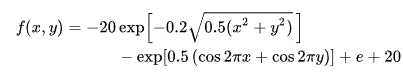 f(x, y) = −20 exp[−0.2√(0.5(x² + y²))]
− exp[0.5 (cos 2πx + cos 2πy)] + e + 20